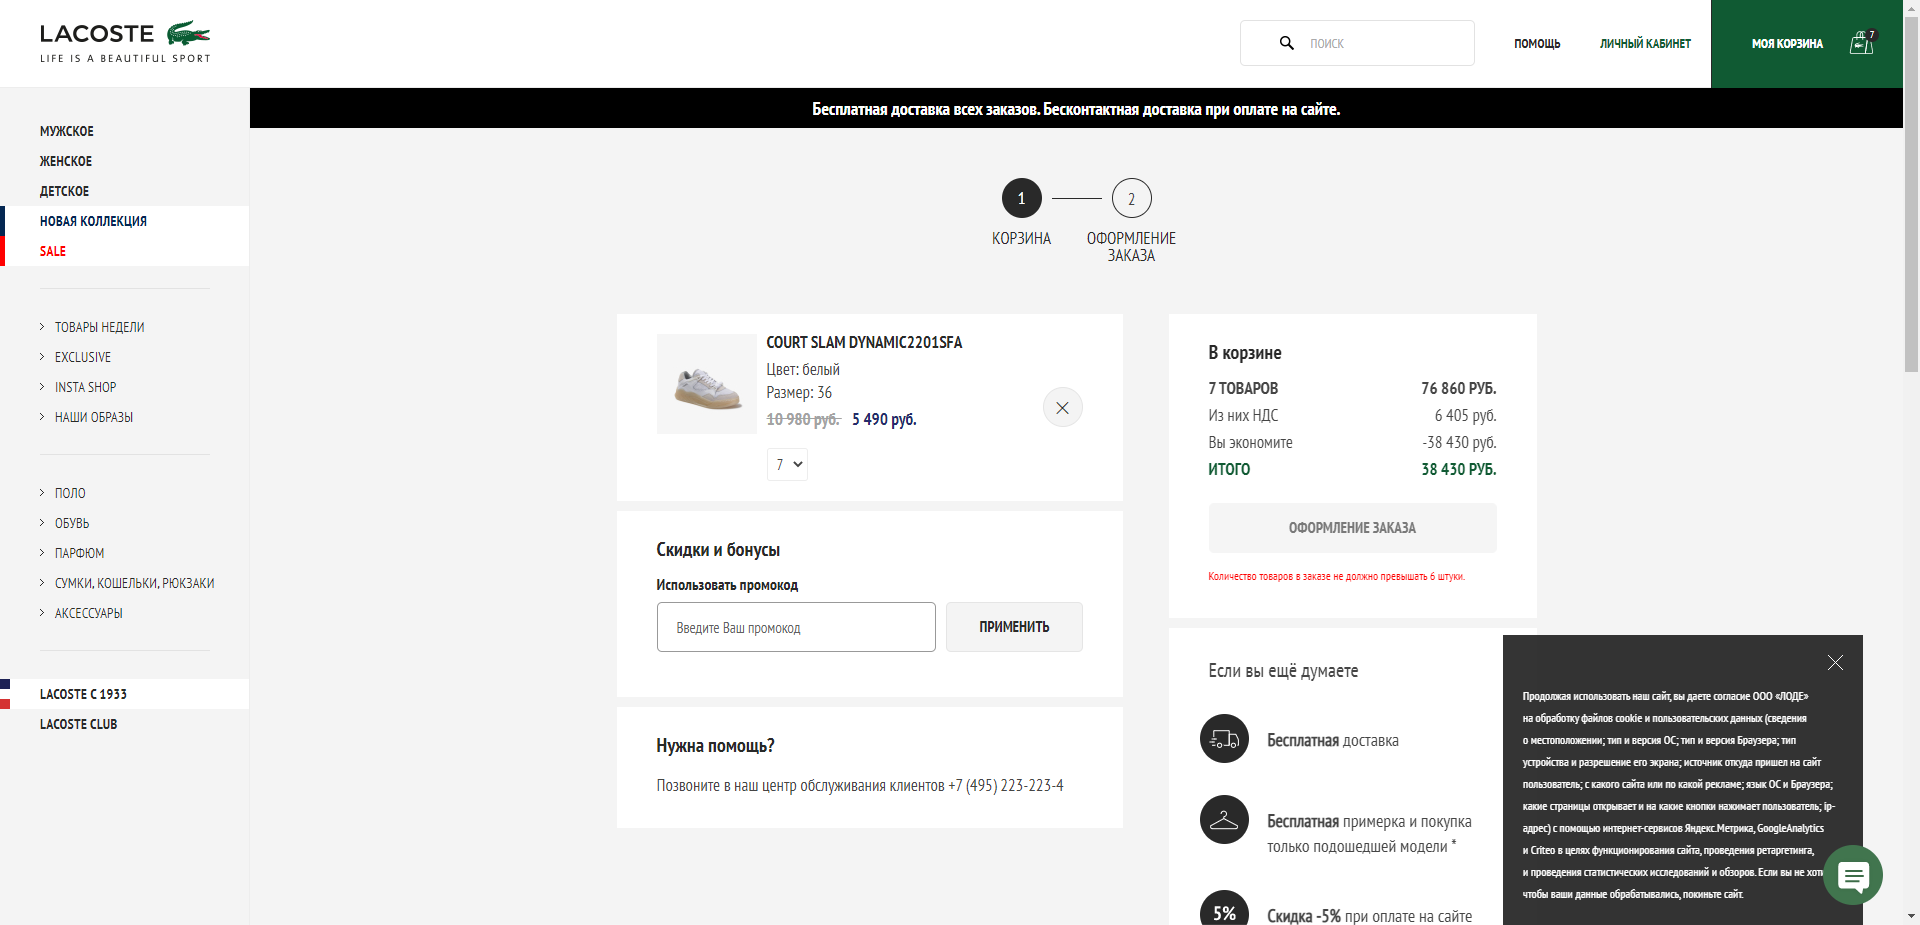 LACOSTE
LIFE IS A BEAUTIFUL SPORT
ПОИСК
ПОМОЩЬ
ЛИЧНЫЙ КАБИНЕТ
МОЯ КОРЗИНА
7
Бесплатная доставка всех заказов. Бесконтактная доставка при оплате на сайте.
МУЖСКОЕ
ЖЕНСКОЕ
ДЕТСКОЕ
НОВАЯ КОЛЛЕКЦИЯ
SALE
ТОВАРЫ НЕДЕЛИ
EXCLUSIVE
INSTA SHOP
НАШИ ОБРАЗЫ
ПОЛО
ОБУВЬ
ПАРФЮМ
СУМКИ, КОШЕЛЬКИ, РЮКЗАКИ
АКСЕССУАРЫ
LACOSTE С 1933
LACOSTE CLUB
1
2
КОРЗИНА
ОФОРМЛЕНИЕ
ЗАКАЗА
COURT SLAM DYNAMIC2201SFA
Цвет: белый
Размер: 36
10 980 руб. 5 490 руб.
7
Скидки и бонусы
Использовать промокод
Введите Ваш промокод
ПРИМЕНИТЬ
Нужна помощь?
Позвоните в наш центр обслуживания клиентов +7 (495) 223-223-4
В корзине
7 ТОВАРОВ 76 860 РУБ.
Из них НДС 6 405 руб.
Вы экономите -38 430 руб.
ИТОГО 38 430 РУБ.
ОФОРМЛЕНИЕ ЗАКАЗА
Количество товаров в заказе не должно превышать 6 штуки.
Если вы ещё думаете
Бесплатная доставка
Бесплатная примерка и покупка
только подошедшей модели *
5%
Скидка -5% при оплате на сайте
Продолжая использовать наш сайт, вы даете согласие ООО «ЛОДЕ»
на обработку файлов cookie и пользовательских данных (сведения
о местоположении; тип и версия ОС; тип и версия Браузера; тип
устройства и разрешение его экрана; источник откуда пришел на сайт
пользователь; с какого сайта или по какой рекламе; язык ОС и Браузера;
какие страницы открывает и на какие кнопки нажимает пользователь; ip-
адрес) с помощью интернет-сервисов Яндекс.Метрика, GoogleAnalytics
и Criteo в целях функционирования сайта, проведения ретаргетинга,
и проведения статистических исследований и обзоров. Если вы не
чтобы ваши данные обрабатывались, покиньте сайт.